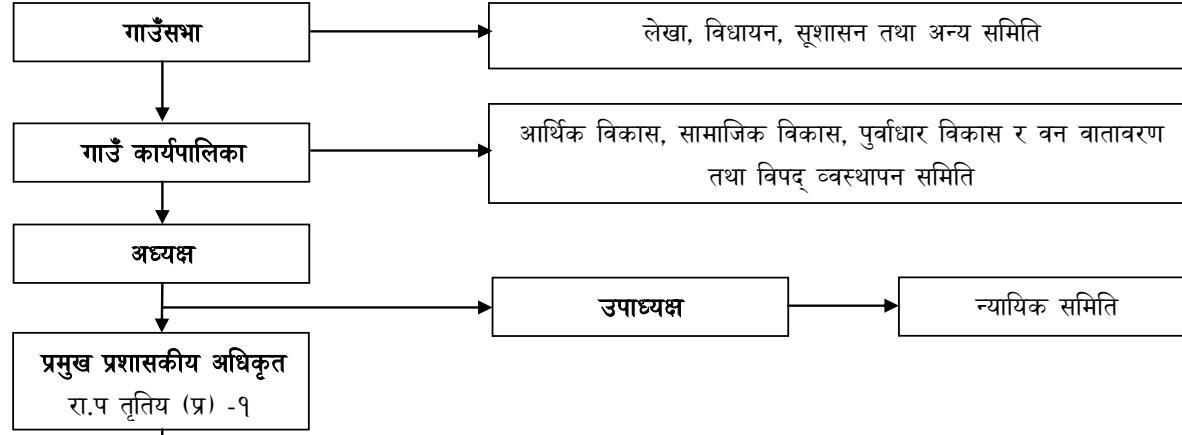 गाउँसभा
लेखा, विधायन, सूशासन तथा अन्य समिति
गाउँ कार्यपालिका
आर्थिक विकास, सामाजिक विकास, पुर्वाधार विकास र वन वातावरण
तथा विपद् व्वस्थापन समिति
अध्यक्ष
उपाध्यक्ष
न्यायिक समिति
प्रमुख प्रशासकीय अधिकृत
रा.प तृतिय (प्र) -१